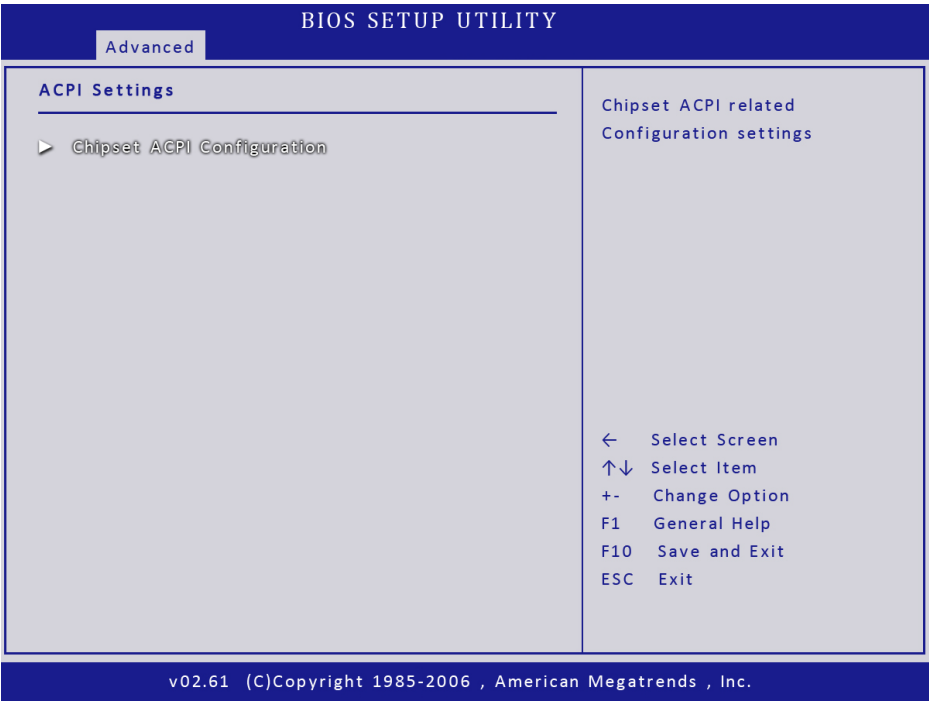 BIOS SETUP UTILITY
Advanced
ACPI Settings
Chipset ACPI Configuration
Chipset ACPI related
Configuration settings
← Select Screen
↑↓ Select Item
+- Change Option
F1 General Help
F10 Save and Exit
ESC Exit
v02.61 (C)Copyright 1985-2006 , American Megatrends , Inc.